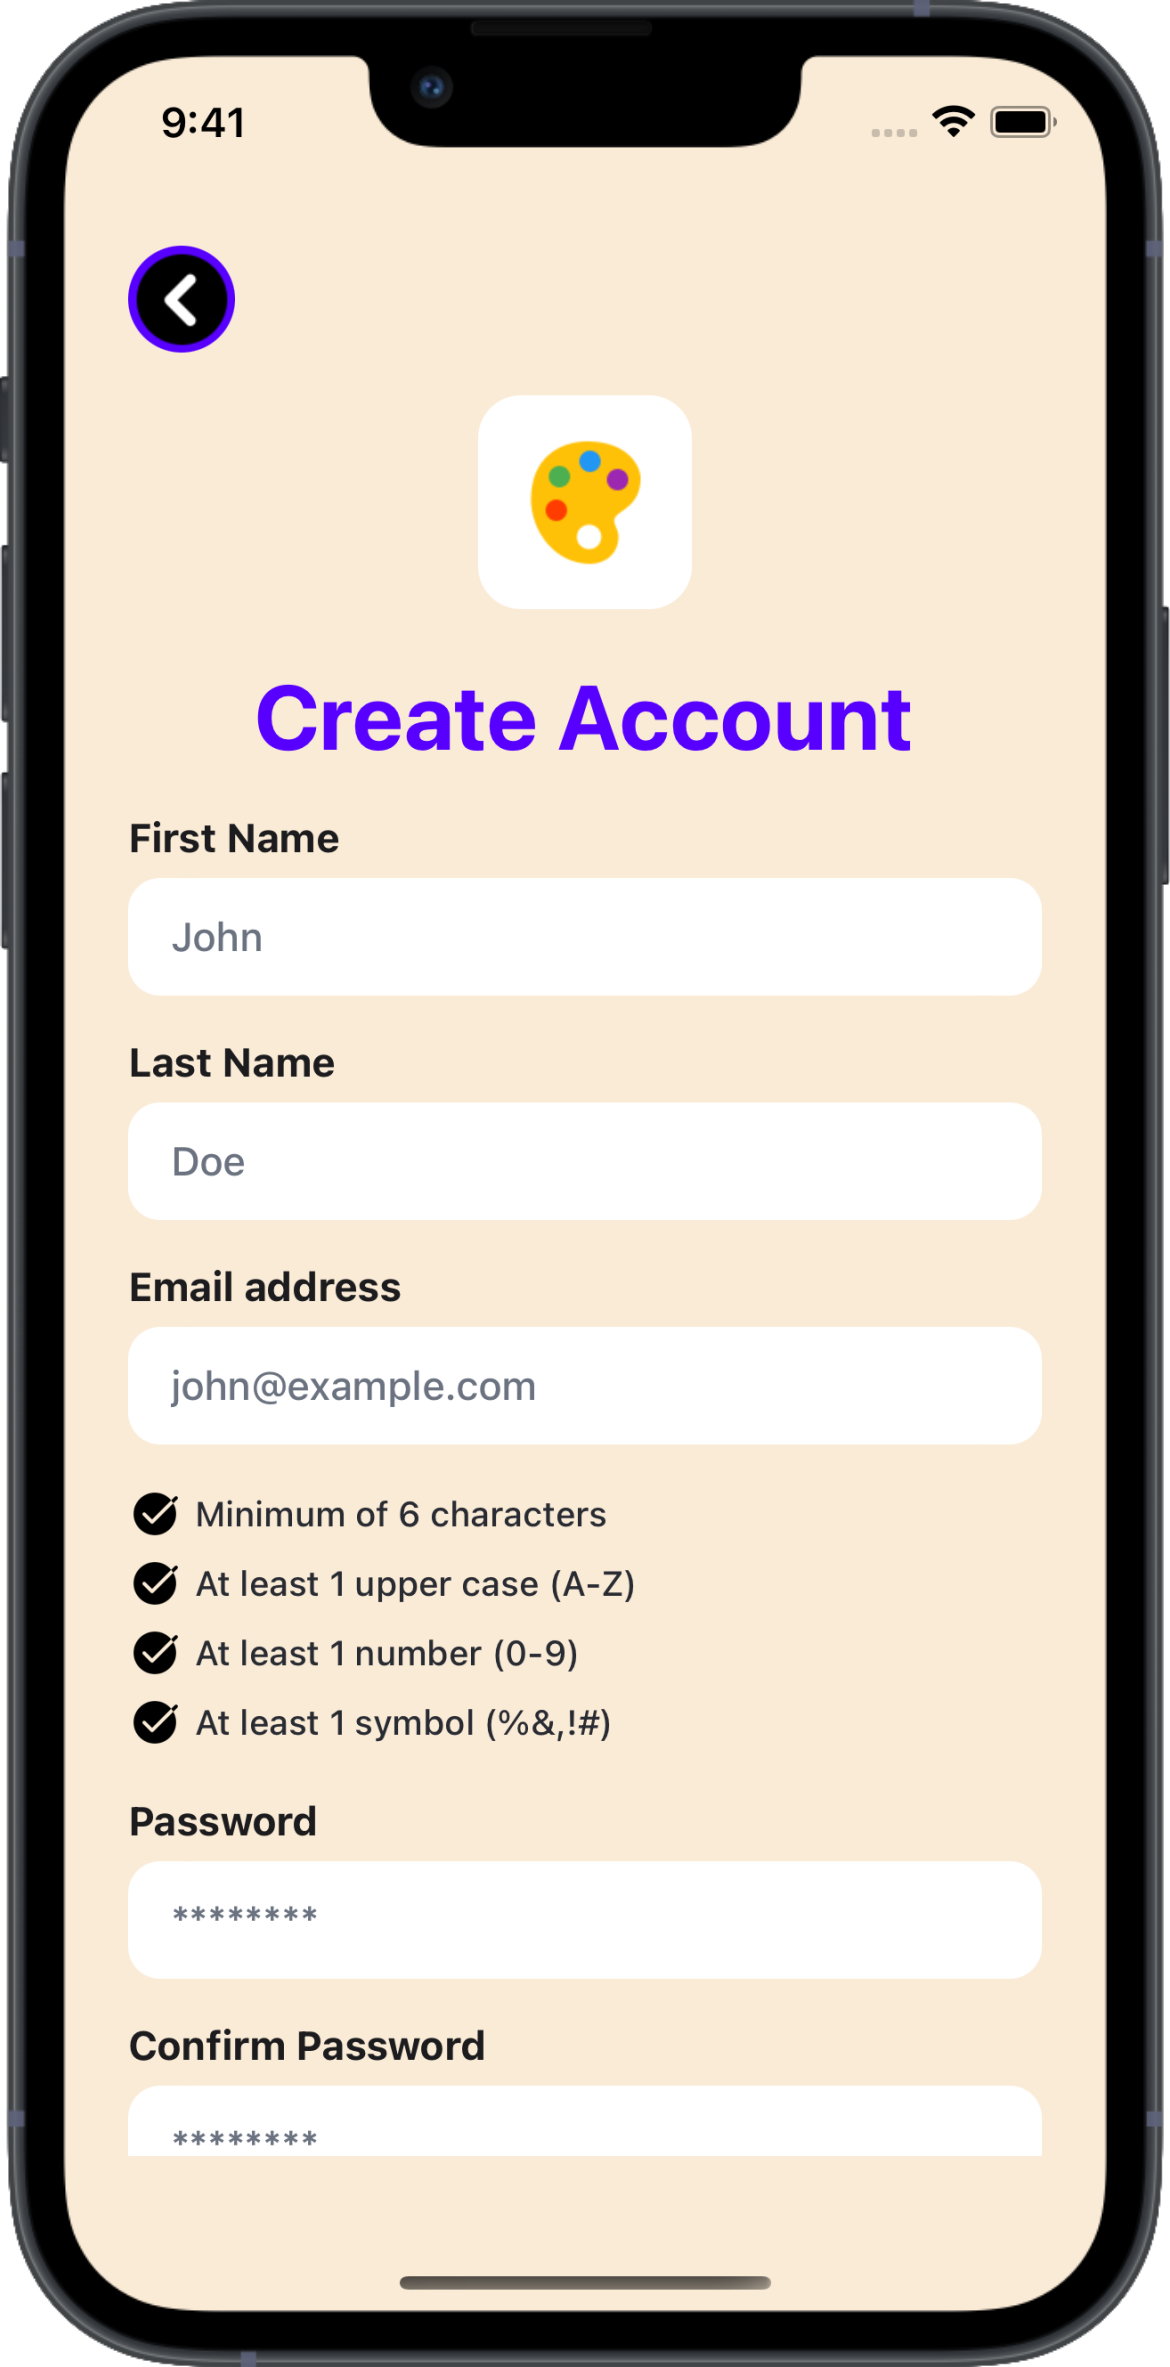 9:41
Create Account
First Name
John
Last Name
Doe
Email address
john@example.com
Minimum of 6 characters
At least 1 upper case (A-Z)
At least 1 number (0-9)
At least 1 symbol (%&,!#)
Password
********
Confirm Password
********